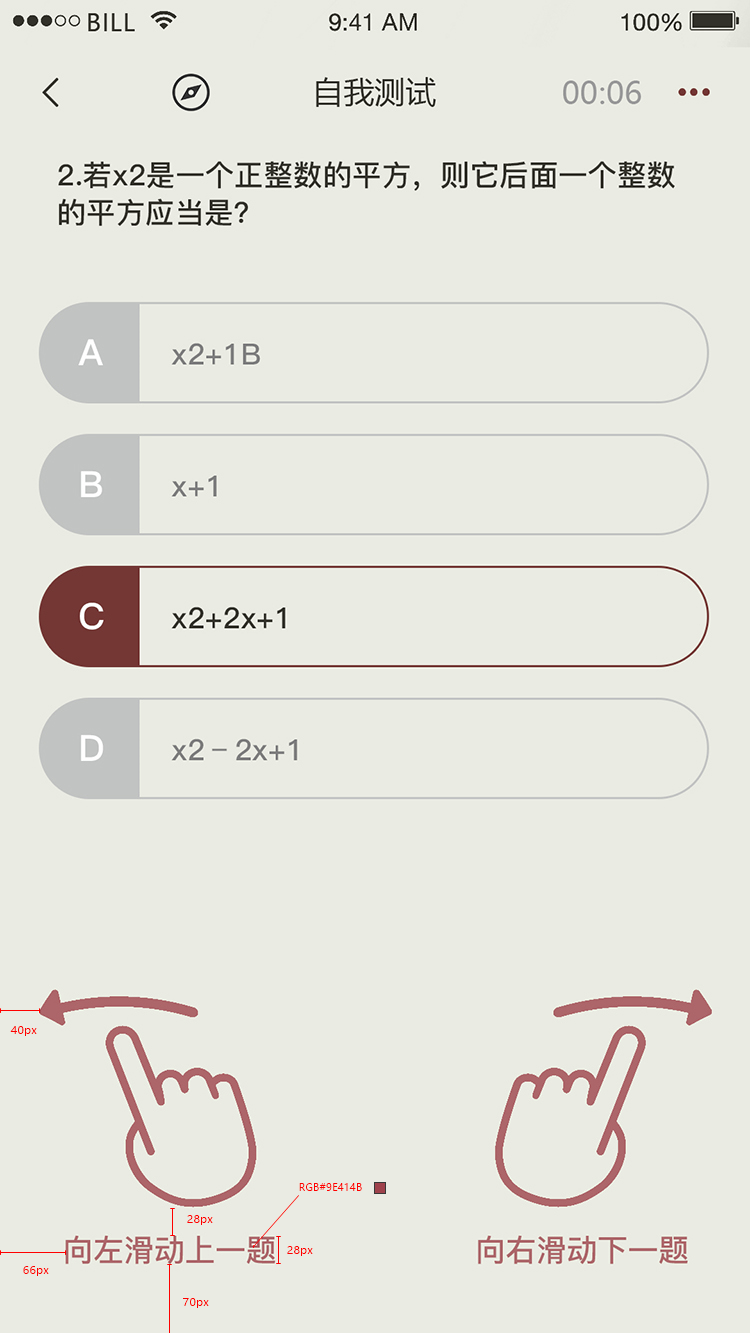 BILL 9:41 AM 100%
自我测试 00:06
2.若x2是一个正整数的平方，则它后面一个整数
的平方应当是?
A x2+1B
B x+1
C x2+2x+1
D x2－2x+1
40px
RGB#9E414B
28px
向左滑动上一题 28px 向右滑动下一题
66px
70px